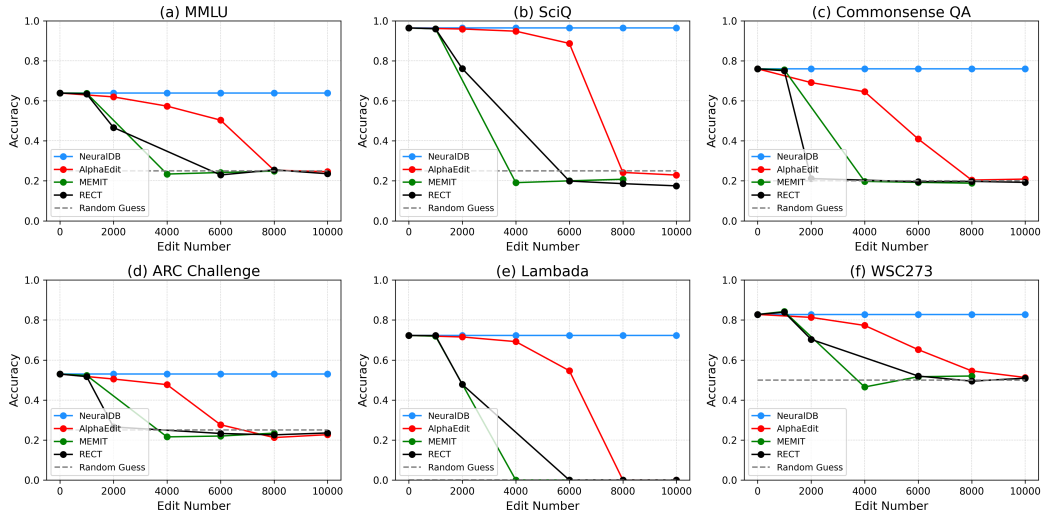 (a) MMLU
1.0
0.8
0.6
0.4
0.2
0.0
Accuracy
NeuralDB
AlphaEdit
MEMIT
RECT
Random Guess
0 2000 4000 6000 8000 10000
Edit Number
(b) SciQ
1.0
0.8
0.6
0.4
0.2
0.0
Accuracy
NeuralDB
AlphaEdit
MEMIT
RECT
Random Guess
0 2000 4000 6000 8000 10000
Edit Number
(c) Commonsense QA
1.0
0.8
0.6
0.4
0.2
0.0
Accuracy
NeuralDB
AlphaEdit
MEMIT
RECT
Random Guess
0 2000 4000 6000 8000 10000
Edit Number
(d) ARC Challenge
1.0
0.8
0.6
0.4
0.2
0.0
Accuracy
NeuralDB
AlphaEdit
MEMIT
RECT
Random Guess
0 2000 4000 6000 8000 10000
Edit Number
(e) Lambada
1.0
0.8
0.6
0.4
0.2
0.0
Accuracy
NeuralDB
AlphaEdit
MEMIT
RECT
Random Guess
0 2000 4000 6000 8000 10000
Edit Number
(f) WSC273
1.0
0.8
0.6
0.4
0.2
0.0
Accuracy
NeuralDB
AlphaEdit
MEMIT
RECT
Random Guess
0 2000 4000 6000 8000 10000
Edit Number